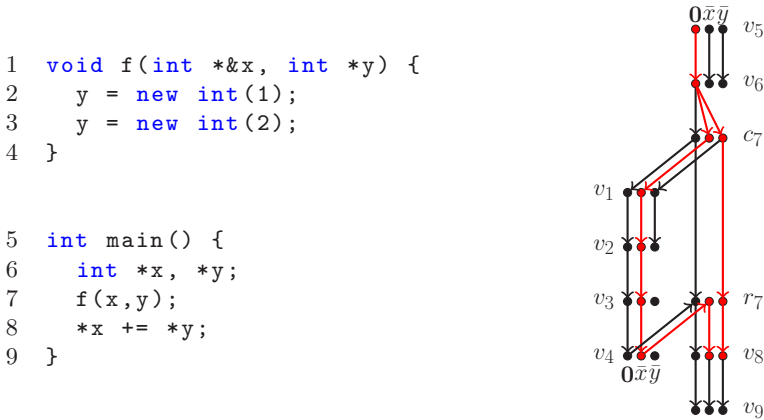 1 void f(int *&x, int *y) {
2 y = new int(1);
3 y = new int(2);
4 }
5 int main() {
6 int *x, *y;
7 f(x,y);
8 *x += *y;
9 }
0x̄ȳ
v₅
v₆
c₇
v₁
v₂
v₃
r₇
v₄
v₈
0x̄ȳ
v₉